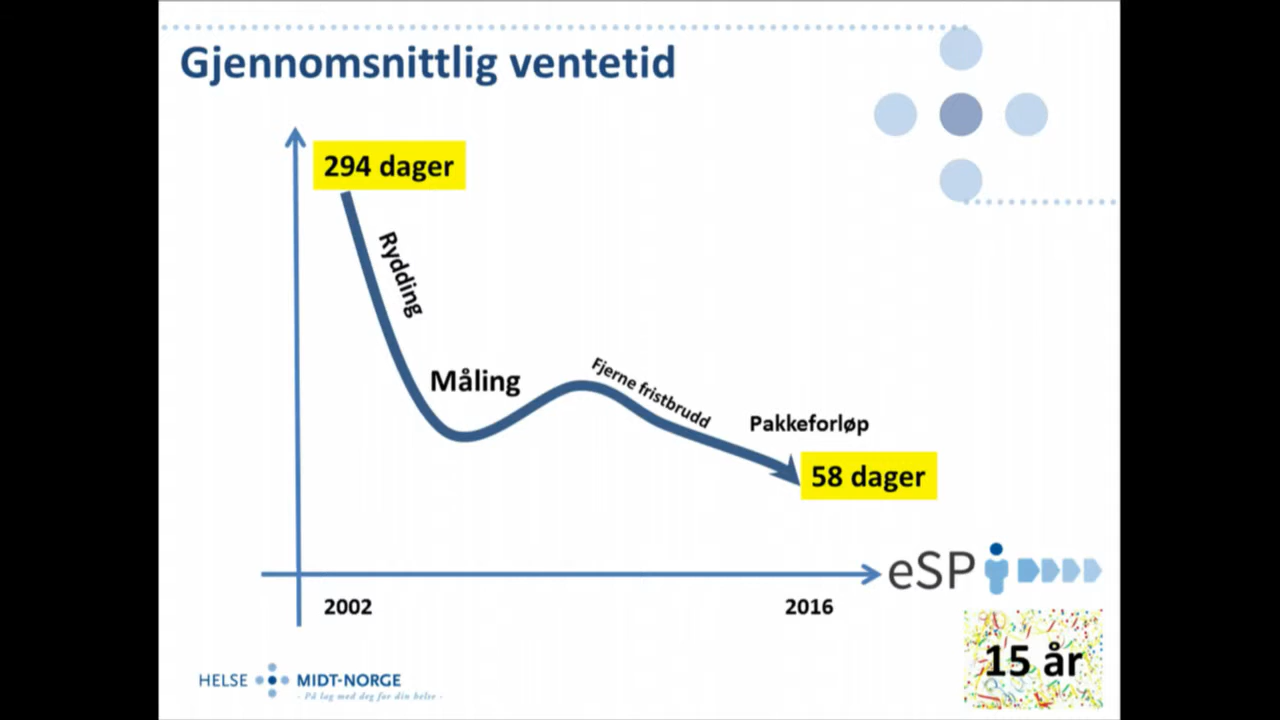 Gjennomsnittlig ventetid
294 dager
Rydding
Måling
Fjerne fristbrudd
Pakkeforløp
58 dager
eSP
2002
2016
15 år
HELSE MIDT-NORGE
- På lag med deg for din helse -